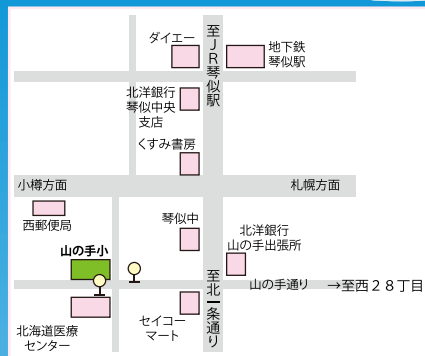 ダイエー
至JR琴似駅
地下鉄
琴似駅
北洋銀行
琴似中央
支店
くすみ書房
小樽方面
札幌方面
西郵便局
琴似中
北洋銀行
山の手出張所
山の手小
至北一条通り
山の手通り
→至西28丁目
北海道医療
センター
セイコー
マート